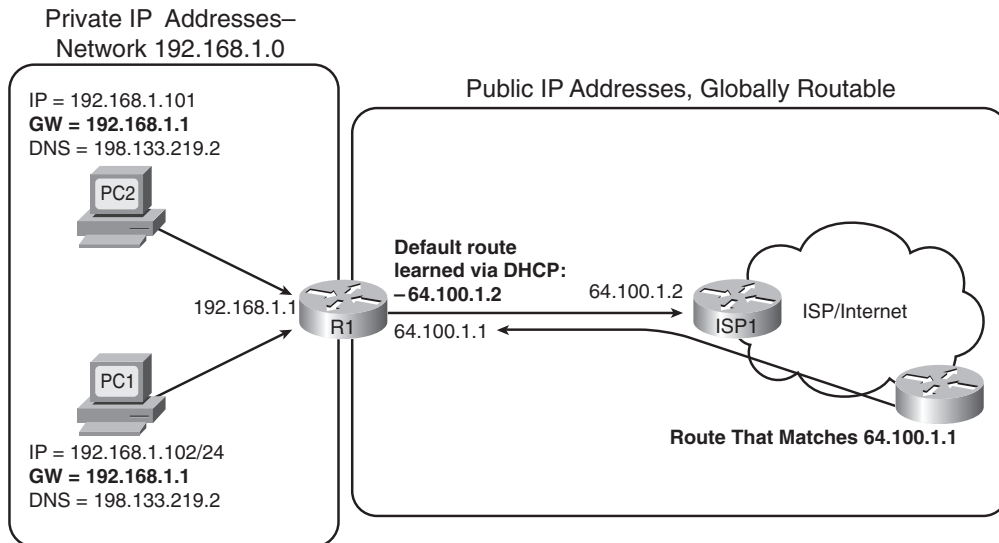 Private IP Addresses–
Network 192.168.1.0
Public IP Addresses, Globally Routable
IP = 192.168.1.101
GW = 192.168.1.1
DNS = 198.133.219.2
PC2
Default route
learned via DHCP:
–64.100.1.2
192.168.1.1
R1
64.100.1.1
64.100.1.2
ISP1
ISP/Internet
PC1
Route That Matches 64.100.1.1
IP = 192.168.1.102/24
GW = 192.168.1.1
DNS = 198.133.219.2